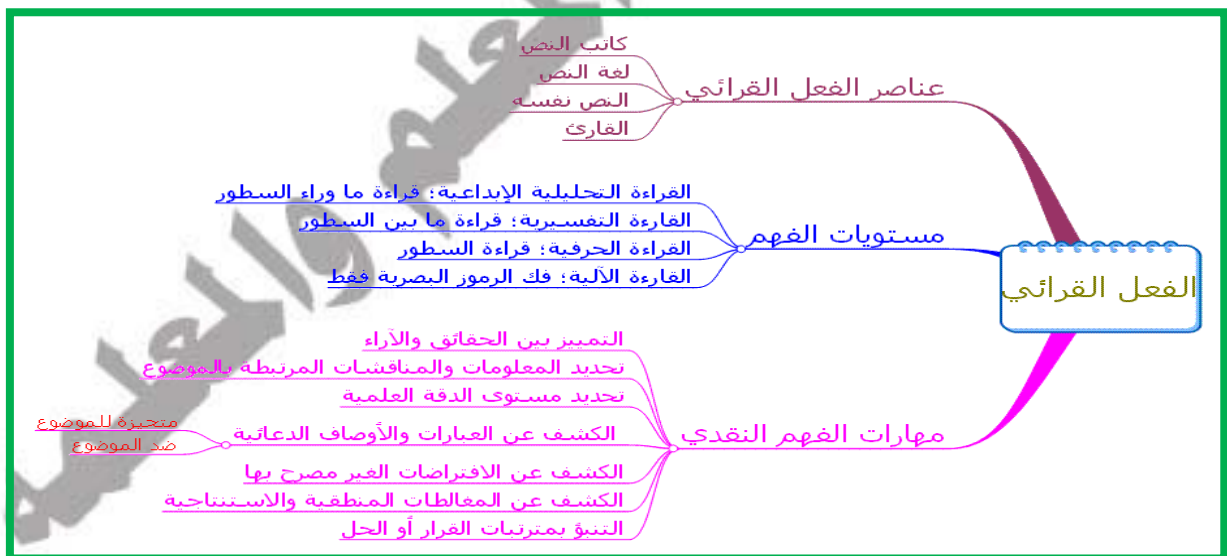 الفعل القرائي
عناصر الفعل القرائي
كاتب النص
لغة النص
النص نفسه
القارئ
مستويات الفهم
القراءة التحليلية الإبداعية؛ قراءة ما وراء السطور
القارءة التفسيرية؛ قراءة ما بين السطور
القراءة الحرفية؛ قراءة السطور
القارءة الآلية؛ فك الرموز البصرية فقط
مهارات الفهم النقدي
التمييز بين الحقائق والآراء
تحديد المعلومات والمناقشات المرتبطة بالموضوع
تحديد مستوى الدقة العلمية
الكشف عن العبارات والأوصاف الدعائية
متحيزة للموضوع
ضد الموضوع
الكشف عن الافتراضات الغير مصرح بها
الكشف عن المغالطات المنطقية والاستنتاجية
التنبؤ بمترتبات القرار أو الحل